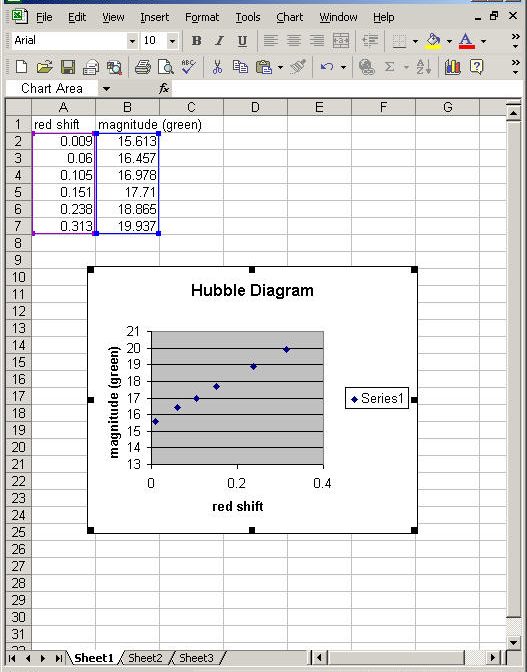 File Edit View Insert Format Tools Chart Window Help
Arial 10 B I U
Chart Area fx
A B C D E F G
1 red shift magnitude (green)
2 0.009 15.613
3 0.06 16.457
4 0.105 16.978
5 0.151 17.71
6 0.238 18.865
7 0.313 19.937
8
9
10
11
12
13
14
15
16
17
18
19
20
21
22
23
24
25
26
27
28
29
30
31
Hubble Diagram
21
20
19
18
17
16
15
14
13
magnitude (green)
0 0.2 0.4
red shift
Series1
Sheet1 Sheet2 Sheet3